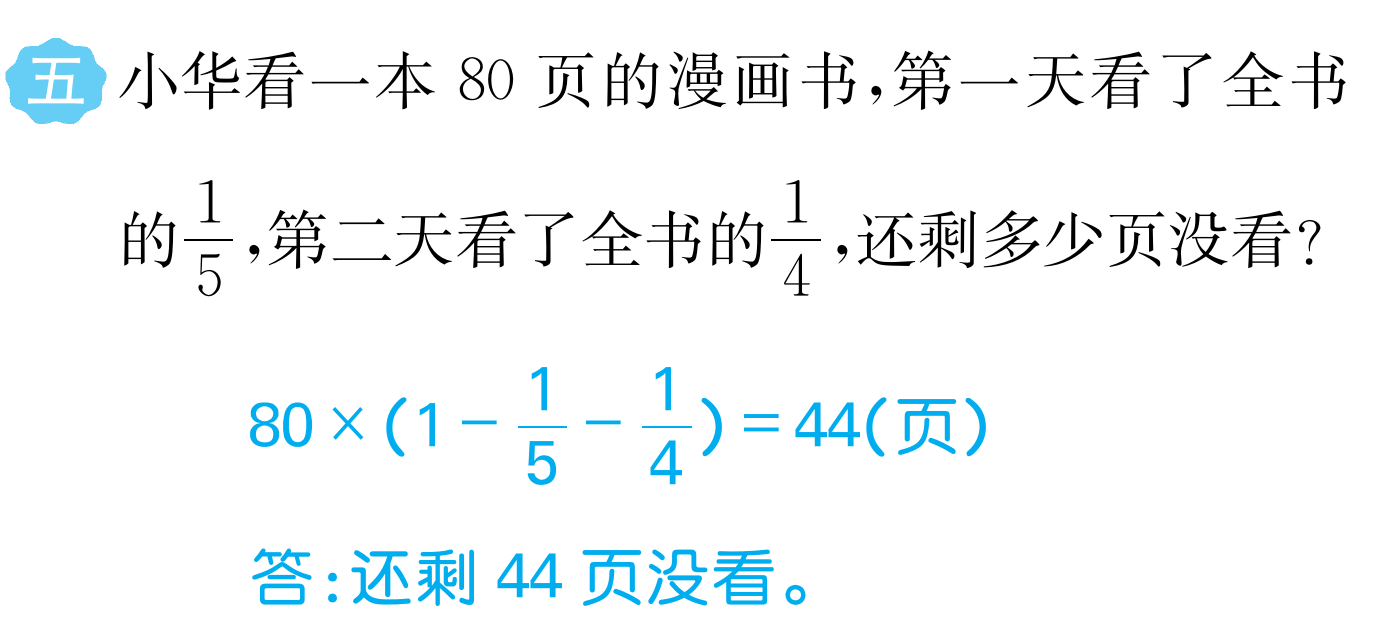 五 小华看一本 80 页的漫画书,第一天看了全书
的1/5,第二天看了全书的1/4,还剩多少页没看?
80×(1-1/5-1/4)=44(页)
答:还剩 44 页没看。